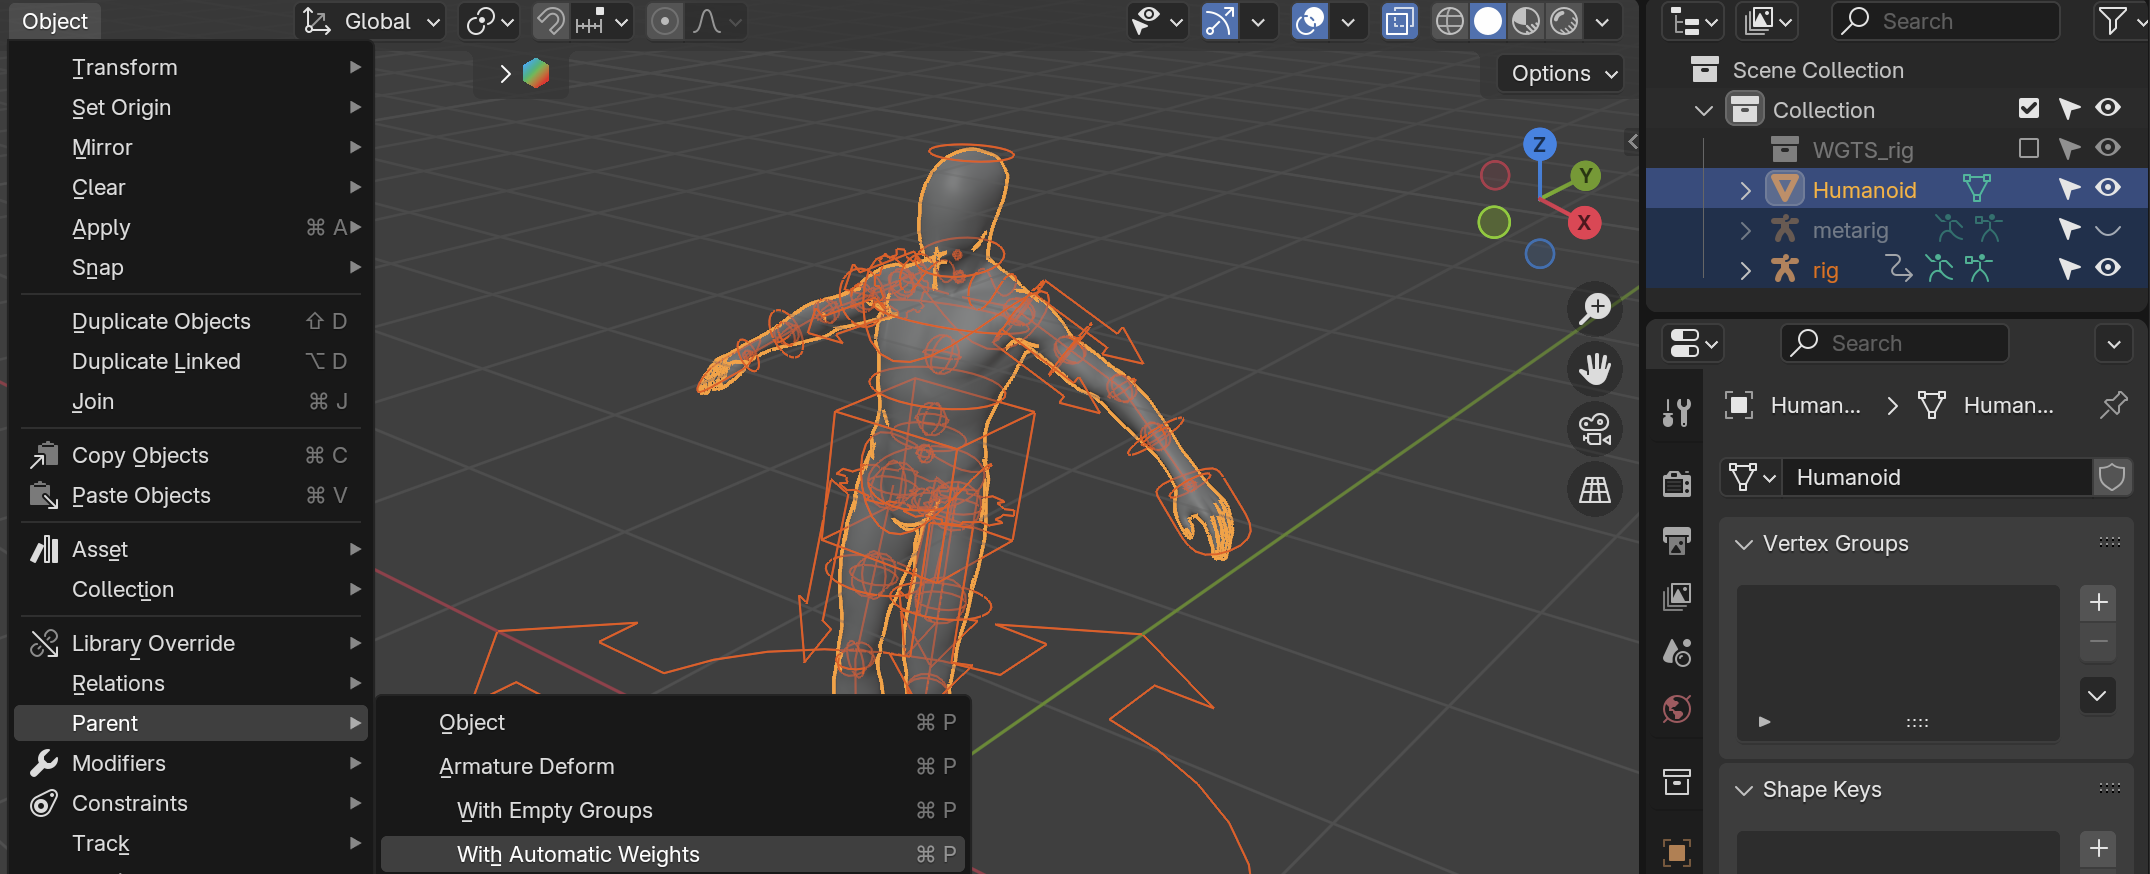 Object
Global
Search
Options
Transform
Set Origin
Mirror
Clear
Apply ⌘ A
Snap
Duplicate Objects ⇧ D
Duplicate Linked ⌥ D
Join ⌘ J
Copy Objects ⌘ C
Paste Objects ⌘ V
Asset
Collection
Library Override
Relations
Parent
Modifiers
Constraints
Track
Object ⌘ P
Armature Deform ⌘ P
With Empty Groups ⌘ P
With Automatic Weights ⌘ P
Z
Y
X
Scene Collection
Collection
WGTS_rig
Humanoid
metarig
rig
Search
Human... Human...
Humanoid
Vertex Groups
Shape Keys